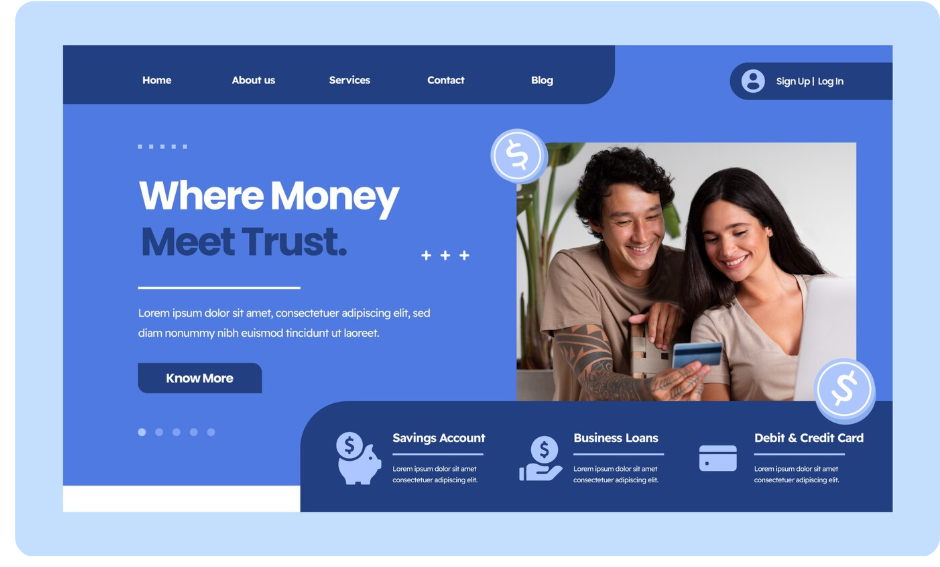 Home
About us
Services
Contact
Blog
Sign Up | Log In
Where Money
Meet Trust.
Lorem ipsum dolor sit amet, consectetuer adipiscing elit, sed
diam nonummy nibh euismod tincidunt ut laoreet.
Know More
Savings Account
Lorem ipsum dolor sit amet
consectetuer adipiscing elit.
Business Loans
Lorem ipsum dolor sit amet
consectetuer adipiscing elit.
Debit & Credit Card
Lorem ipsum dolor sit amet
consectetuer adipiscing elit.